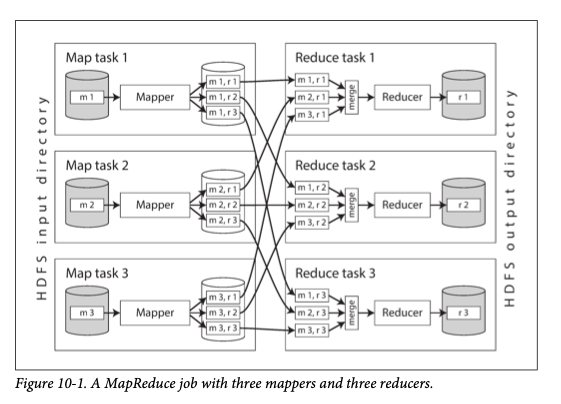 HDFS input directory
Map task 1
m 1
Mapper
m 1, r 1
m 1, r 2
m 1, r 3
Reduce task 1
m 1, r 1
m 2, r 1
m 3, r 1
merge
Reducer
r 1
Map task 2
m 2
Mapper
m 2, r 1
m 2, r 2
m 2, r 3
Reduce task 2
m 1, r 2
m 2, r 2
m 3, r 2
merge
Reducer
r 2
Map task 3
m 3
Mapper
m 3, r 1
m 3, r 2
m 3, r 3
Reduce task 3
m 1, r 3
m 2, r 3
m 3, r 3
merge
Reducer
r 3
HDFS output directory
Figure 10-1. A MapReduce job with three mappers and three reducers.